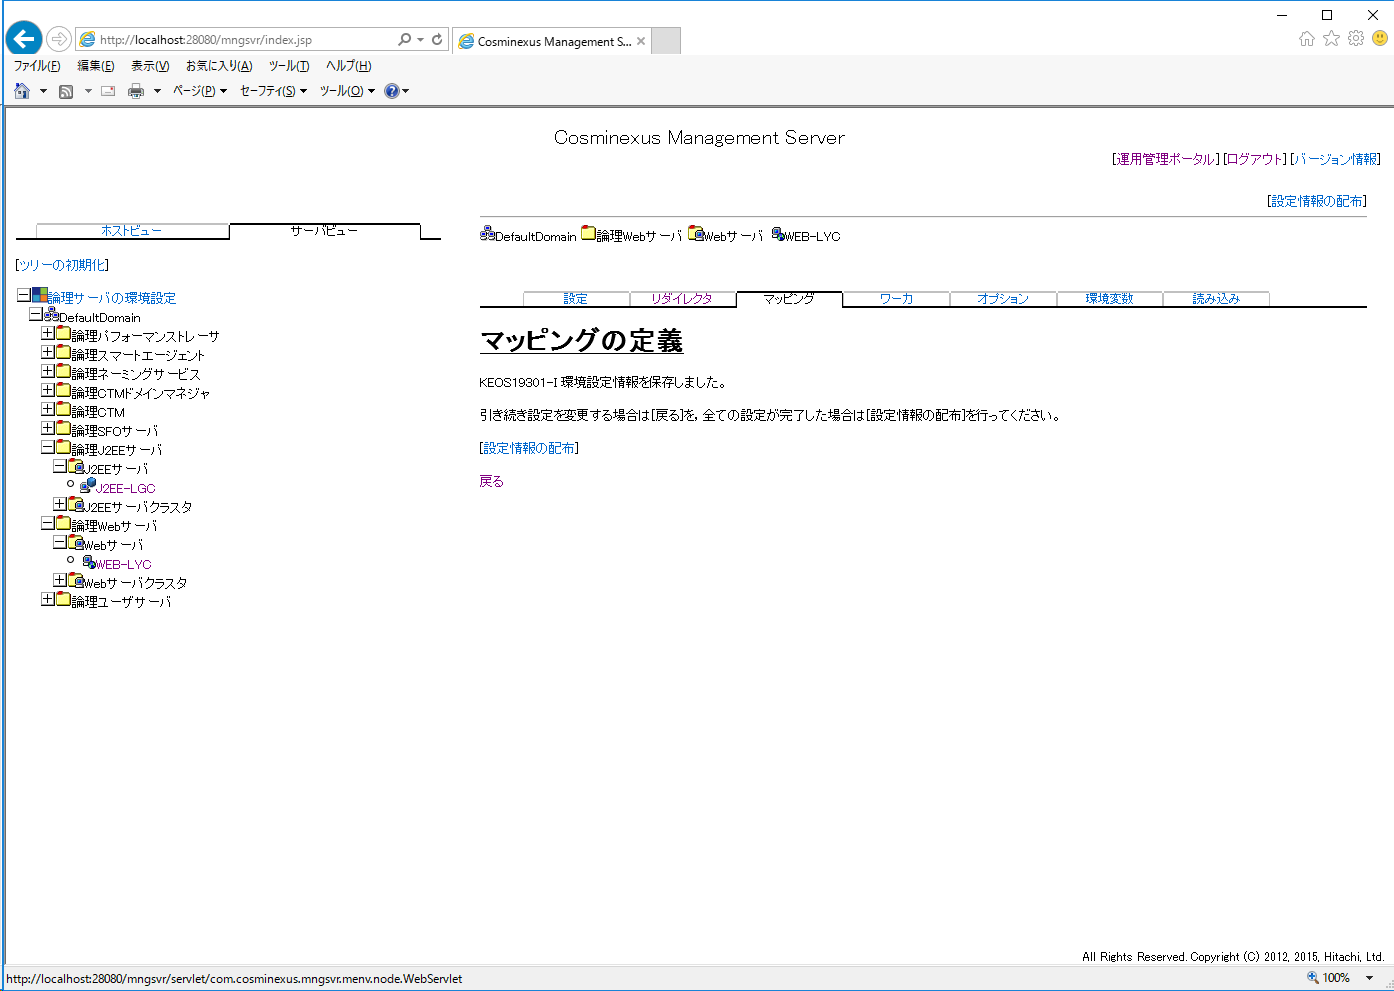 http://localhost:28080/mngsvr/index.jsp
Cosminexus Management S...
ファイル(F) 編集(E) 表示(V) お気に入り(A) ツール(T) ヘルプ(H)
ページ(P) セーフティ(S) ツール(O)
Cosminexus Management Server
[運用管理ポータル] [ログアウト] [バージョン情報]
[設定情報の配布]
ホストビュー サーバビュー
[ツリーの初期化]
論理サーバの環境設定
DefaultDomain
論理パフォーマンストレーサ
論理スマートエージェント
論理ネーミングサービス
論理CTMドメインマネジャ
論理CTM
論理SFOサーバ
論理J2EEサーバ
J2EEサーバ
J2EE-LGC
J2EEサーバクラスタ
論理Webサーバ
Webサーバ
WEB-LYC
Webサーバクラスタ
論理ユーザサーバ
DefaultDomain 論理Webサーバ Webサーバ WEB-LYC
設定 リダイレクタ マッピング ワーカ オプション 環境変数 読み込み
マッピングの定義
KEOS19301-I 環境設定情報を保存しました。
引き続き設定を変更する場合は[戻る]を，全ての設定が完了した場合は[設定情報の配布]を行ってください。
[設定情報の配布]
戻る
All Rights Reserved. Copyright (C) 2012, 2015, Hitachi, Ltd.
http://localhost:28080/mngsvr/servlet/com.cosminexus.mngsvr.menv.node.WebServlet
100%